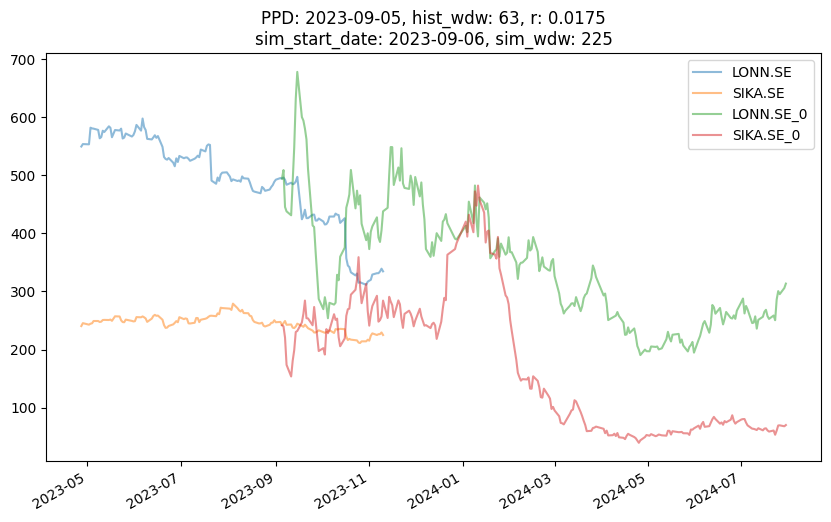 PPD: 2023-09-05, hist_wdw: 63, r: 0.0175
sim_start_date: 2023-09-06, sim_wdw: 225
700
600
500
400
300
200
100
LONN.SE
SIKA.SE
LONN.SE_0
SIKA.SE_0
2023-05
2023-07
2023-09
2023-11
2024-01
2024-03
2024-05
2024-07